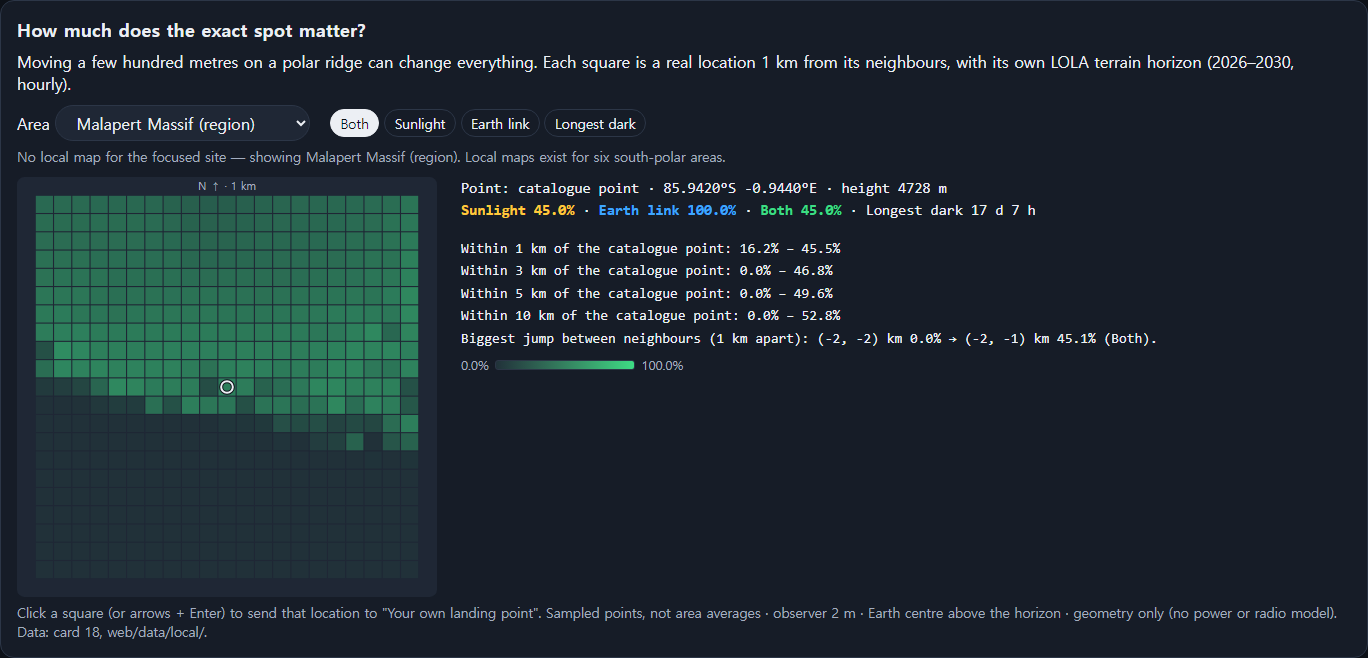 How much does the exact spot matter?
Moving a few hundred metres on a polar ridge can change everything. Each square is a real location 1 km from its neighbours, with its own LOLA terrain horizon (2026–2030,
hourly).
Area Malapert Massif (region) Both Sunlight Earth link Longest dark
No local map for the focused site — showing Malapert Massif (region). Local maps exist for six south-polar areas.
N ↑ · 1 km
Point: catalogue point · 85.9420°S -0.9440°E · height 4728 m
Sunlight 45.0% · Earth link 100.0% · Both 45.0% · Longest dark 17 d 7 h
Within 1 km of the catalogue point: 16.2% – 45.5%
Within 3 km of the catalogue point: 0.0% – 46.8%
Within 5 km of the catalogue point: 0.0% – 49.6%
Within 10 km of the catalogue point: 0.0% – 52.8%
Biggest jump between neighbours (1 km apart): (-2, -2) km 0.0% → (-2, -1) km 45.1% (Both).
0.0% 100.0%
Click a square (or arrows + Enter) to send that location to "Your own landing point". Sampled points, not area averages · observer 2 m · Earth centre above the horizon · geometry only (no power or radio model).
Data: card 18, web/data/local/.